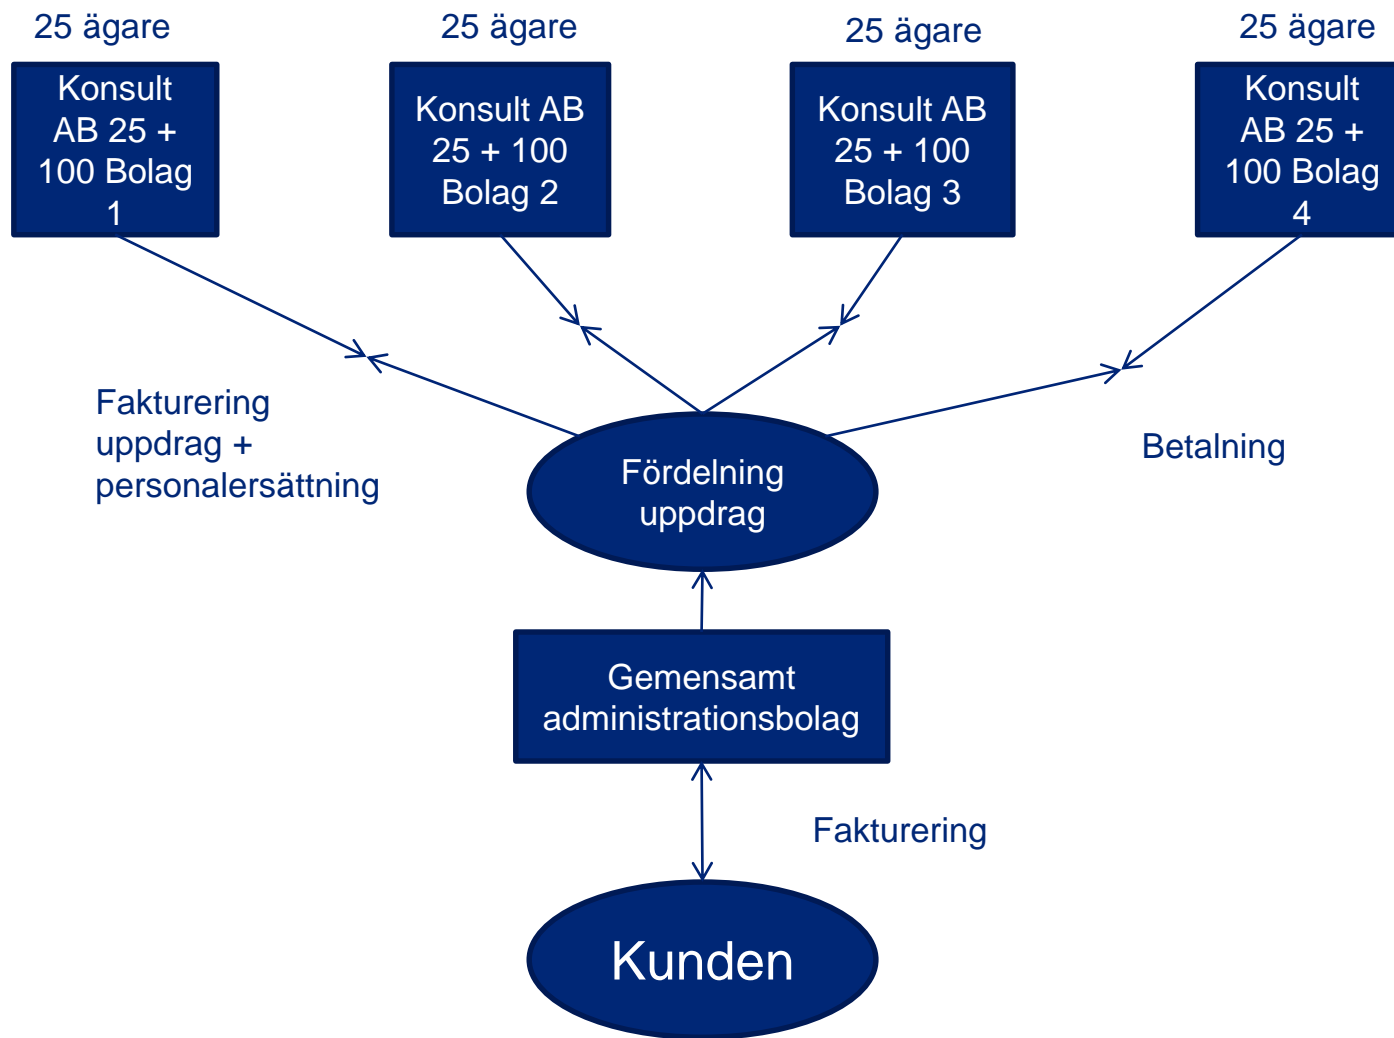 25 ägare
25 ägare
25 ägare
25 ägare
Konsult
AB 25 +
100 Bolag
1
Konsult AB
25 + 100
Bolag 2
Konsult AB
25 + 100
Bolag 3
Konsult
AB 25 +
100 Bolag
4
Fakturering
uppdrag +
personalersättning
Betalning
Fördelning
uppdrag
Gemensamt
administrationsbolag
Fakturering
Kunden